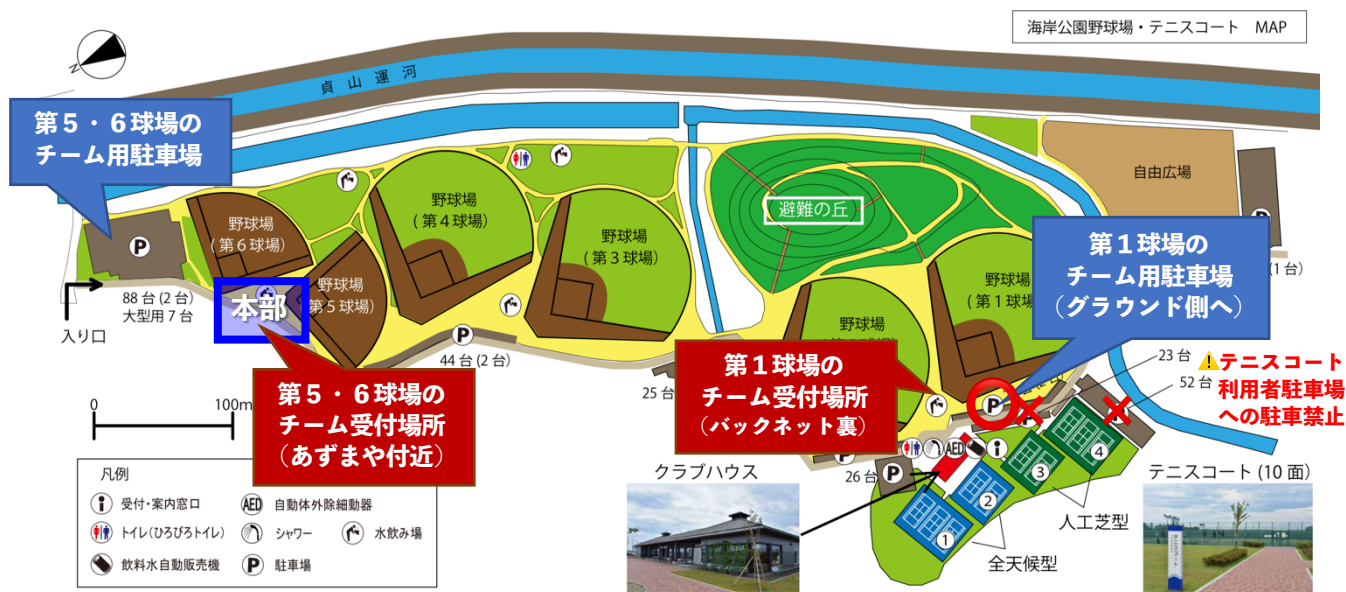 海岸公園野球場・テニスコート MAP
N
貞山運河
第５・６球場の
チーム用駐車場
野球場
(第６球場)
野球場
(第４球場)
野球場
(第３球場)
避難の丘
自由広場
P
88 台 (2 台)
大型用 7 台
入り口
本部
野球場
第５球場)
P
44 台 (2 台)
第５・６球場の
チーム受付場所
（あずまや付近）
第１球場の
チーム用駐車場
（グラウンド側へ）
野球場
(第１球場
野球場
(1 台)
25 台
第１球場の
チーム受付場所
（バックネット裏）
P
23 台
52 台
テニスコート
利用者駐車場
への駐車禁止
AED
26 台
P
1
2
3
4
人工芝型
全天候型
クラブハウス
テニスコート (10 面)
テニスコート
0
100m
凡例
受付・案内窓口
トイレ(ひろびろトイレ)
飲料水自動販売機
AED 自動体外除細動器
シャワー
P 駐車場
水飲み場